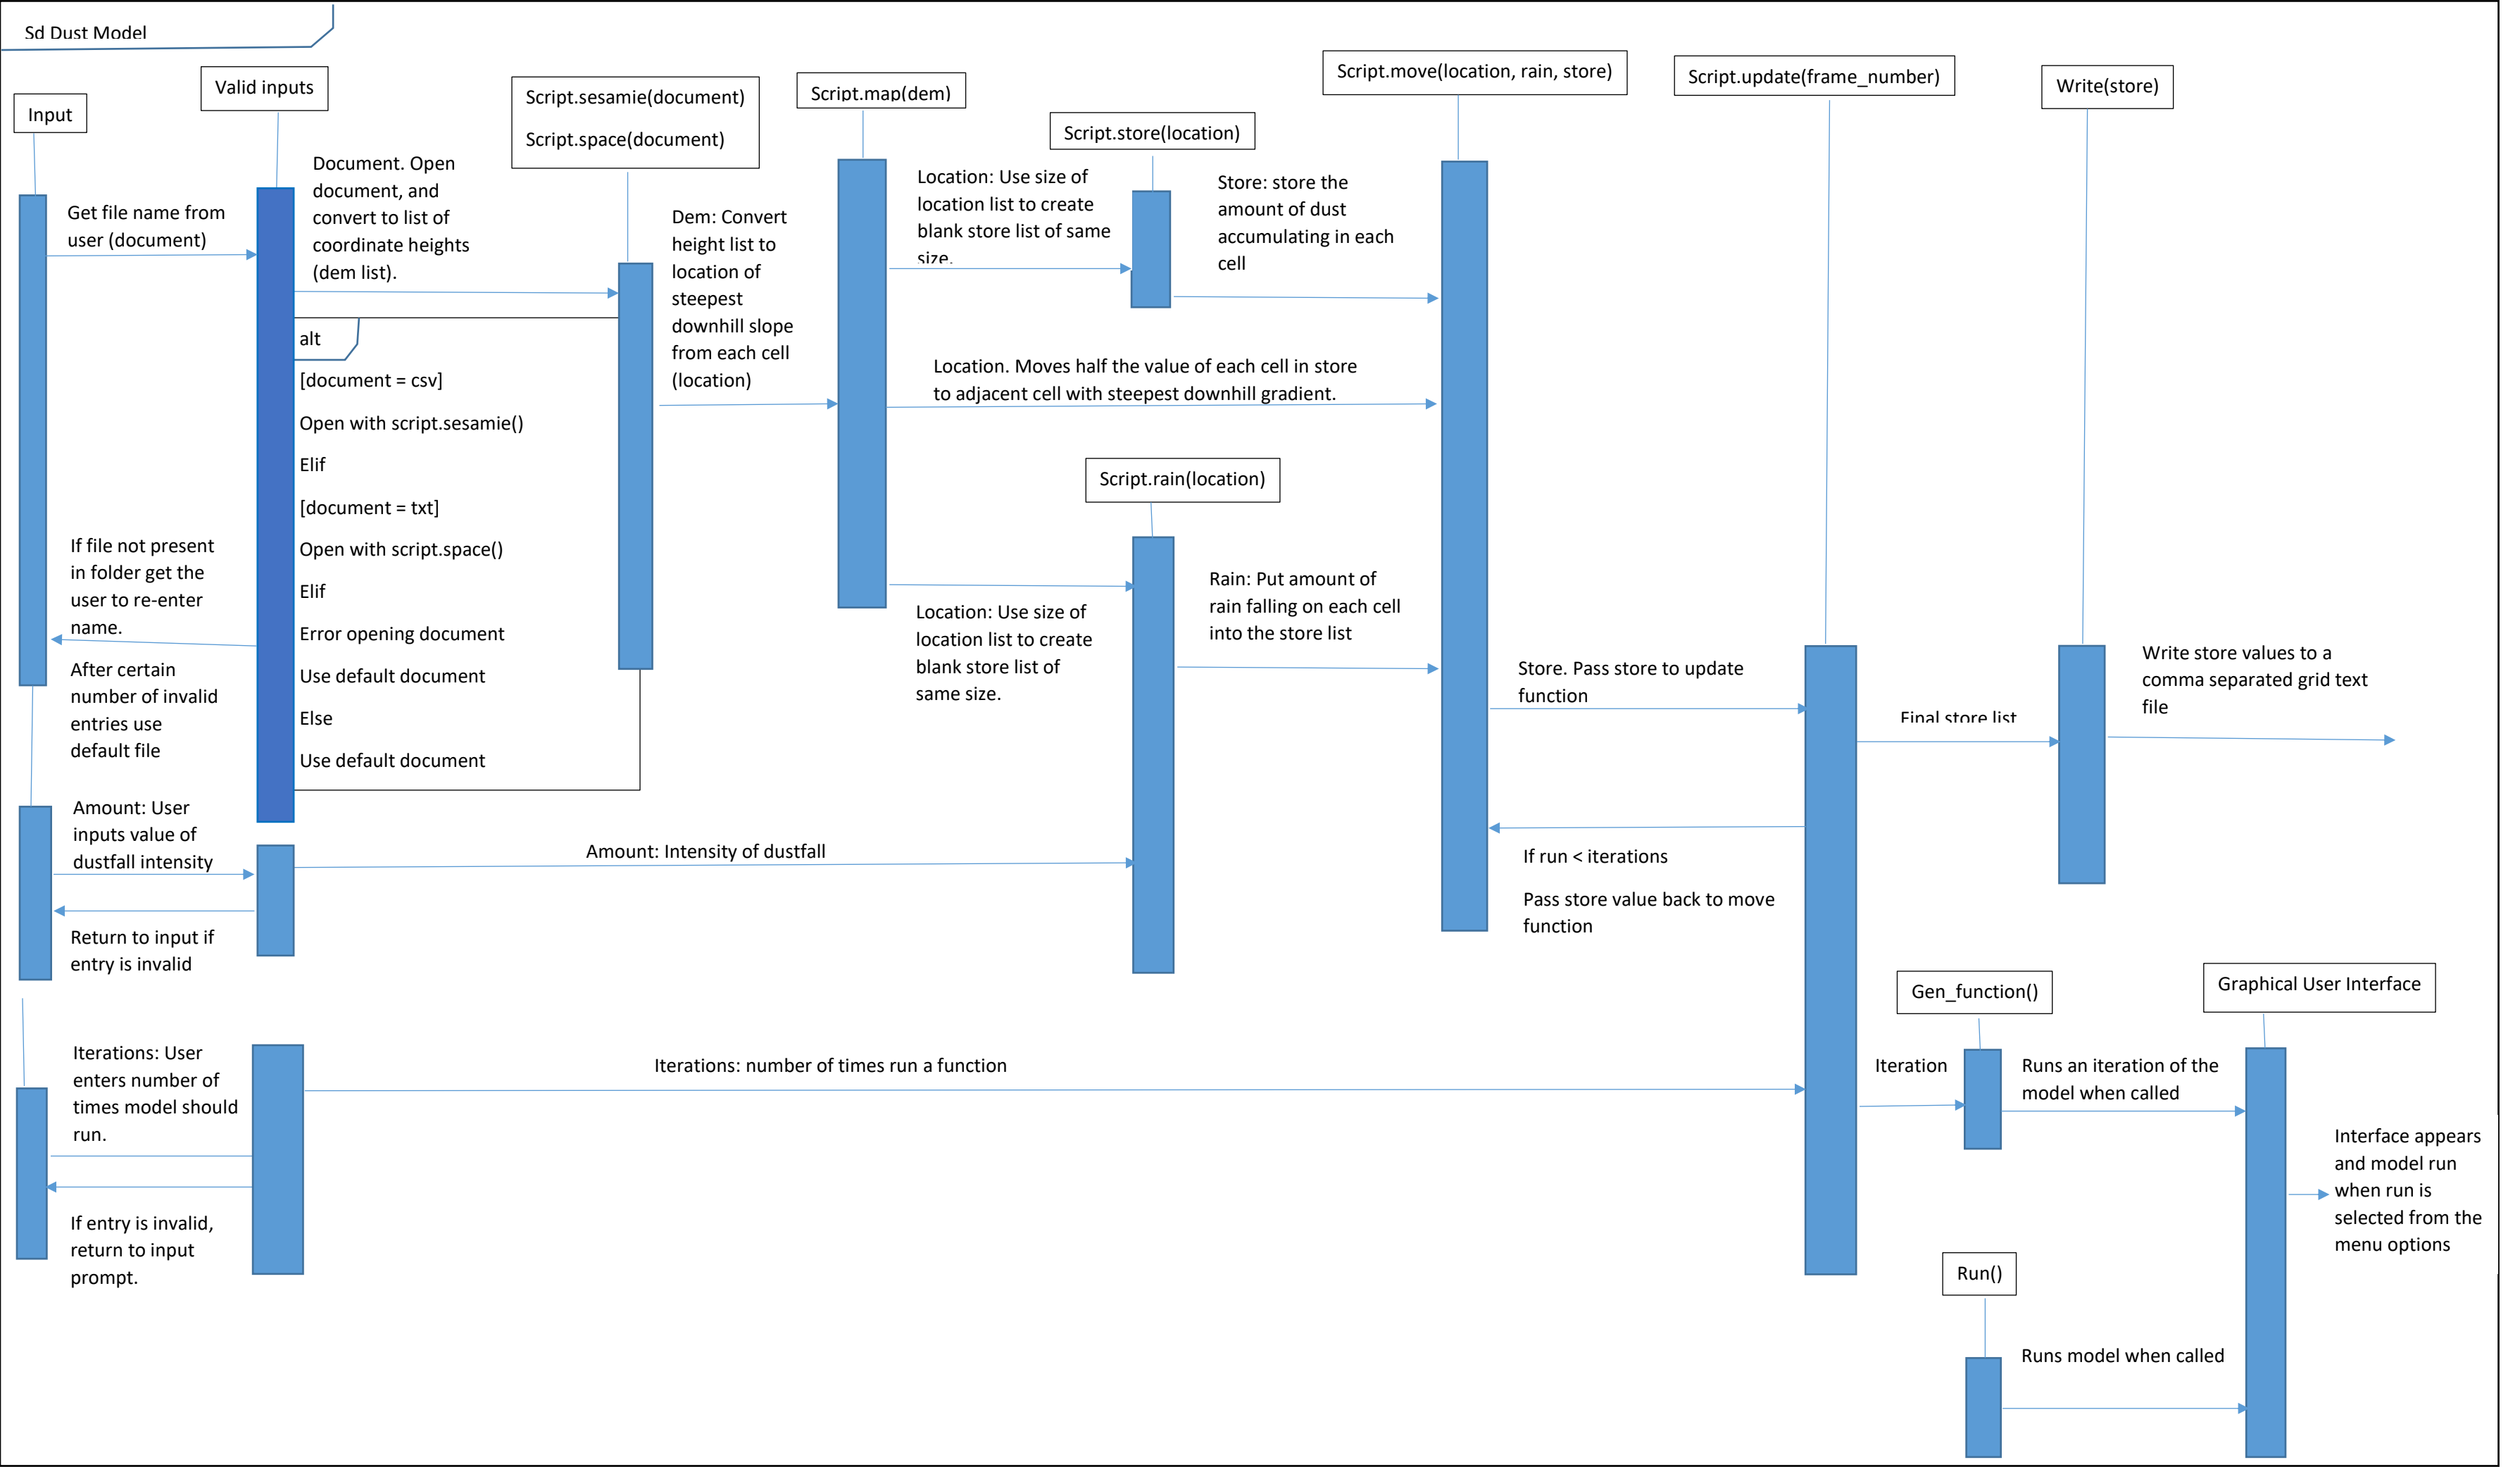 Sd Dust Model
Input
Valid inputs
Script.sesamie(document)
Script.space(document)
Script.map(dem)
Script.store(location)
Script.move(location, rain, store)
Script.update(frame_number)
Write(store)
Get file name from
user (document)
Document. Open
document, and
convert to list of
coordinate heights
(dem list).
Dem: Convert
height list to
location of
steepest
downhill slope
from each cell
(location)
Location: Use size of
location list to create
blank store list of same
size.
Store: store the
amount of dust
accumulating in each
cell
alt
[document = csv]
Open with script.sesamie()
Elif
[document = txt]
Open with script.space()
Elif
Error opening document
Use default document
Else
Use default document
Location. Moves half the value of each cell in store
to adjacent cell with steepest downhill gradient.
Script.rain(location)
If file not present
in folder get the
user to re-enter
name.
After certain
number of invalid
entries use
default file
Location: Use size of
location list to create
blank store list of
same size.
Rain: Put amount of
rain falling on each cell
into the store list
Store. Pass store to update
function
Final store list
Write store values to a
comma separated grid text
file
Amount: User
inputs value of
dustfall intensity
Amount: Intensity of dustfall
If run < iterations
Pass store value back to move
function
Return to input if
entry is invalid
Gen_function()
Graphical User Interface
Iterations: User
enters number of
times model should
run.
Iterations: number of times run a function
Iteration
Runs an iteration of the
model when called
Interface appears
and model run
when run is
selected from the
menu options
If entry is invalid,
return to input
prompt.
Run()
Runs model when called